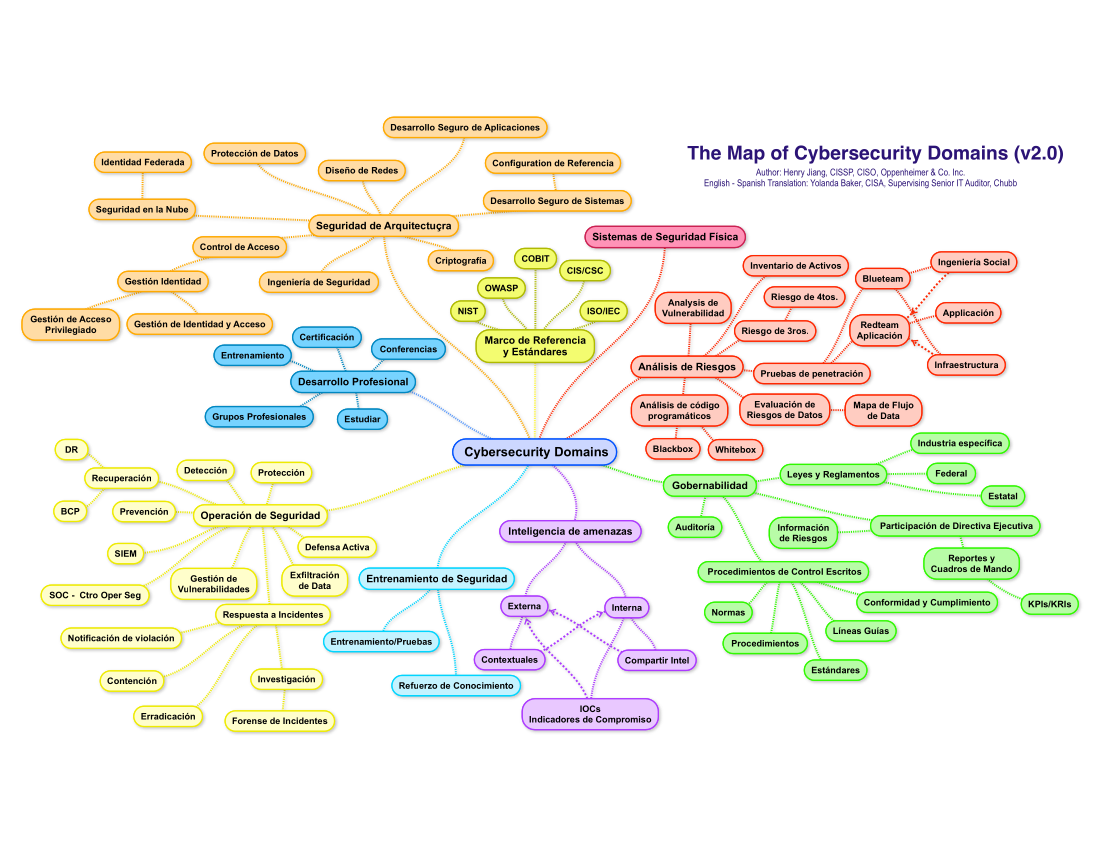 The Map of Cybersecurity Domains (v2.0)
Author: Henry Jiang, CISSP, CISO, Oppenheimer & Co. Inc.
English - Spanish Translation: Yolanda Baker, CISA, Supervising Senior IT Auditor, Chubb
Cybersecurity Domains
Seguridad de Arquitectuçra
Desarrollo Seguro de Aplicaciones
Protección de Datos
Diseño de Redes
Identidad Federada
Seguridad en la Nube
Configuration de Referencia
Desarrollo Seguro de Sistemas
Control de Acceso
Criptografía
Gestión Identidad
Ingeniería de Seguridad
Gestión de Acceso
Privilegiado
Gestión de Identidad y Acceso
Marco de Referencia
y Estándares
NIST
OWASP
COBIT
CIS/CSC
ISO/IEC
Sistemas de Seguridad Fisica
Análisis de Riesgos
Analysis de
Vulnerabilidad
Inventario de Activos
Riesgo de 4tos.
Riesgo de 3ros.
Pruebas de penetración
Blueteam
Redteam
Aplicación
Ingeniería Social
Applicación
Infraestructura
Análisis de código
programáticos
Blackbox
Whitebox
Evaluación de
Riesgos de Datos
Mapa de Flujo
de Data
Desarrollo Profesional
Entrenamiento
Certificación
Conferencias
Grupos Profesionales
Estudiar
Gobernabilidad
Auditoría
Leyes y Reglamentos
Industria específica
Federal
Estatal
Participación de Directiva Ejecutiva
Información
de Riesgos
Reportes y
Cuadros de Mando
KPIs/KRIs
Procedimientos de Control Escritos
Normas
Procedimientos
Estándares
Líneas Guias
Conformidad y Cumplimiento
Operación de Seguridad
DR
Recuperación
BCP
Detección
Protección
Prevención
SIEM
SOC - Ctro Oper Seg
Gestión de
Vulnerabilidades
Defensa Activa
Exfiltración
de Data
Respuesta a Incidentes
Notificación de violación
Contención
Erradicación
Investigación
Forense de Incidentes
Entrenamiento de Seguridad
Entrenamiento/Pruebas
Refuerzo de Conocimiento
Inteligencia de amenazas
Externa
Interna
Contextuales
Compartir Intel
IOCs
Indicadores de Compromiso